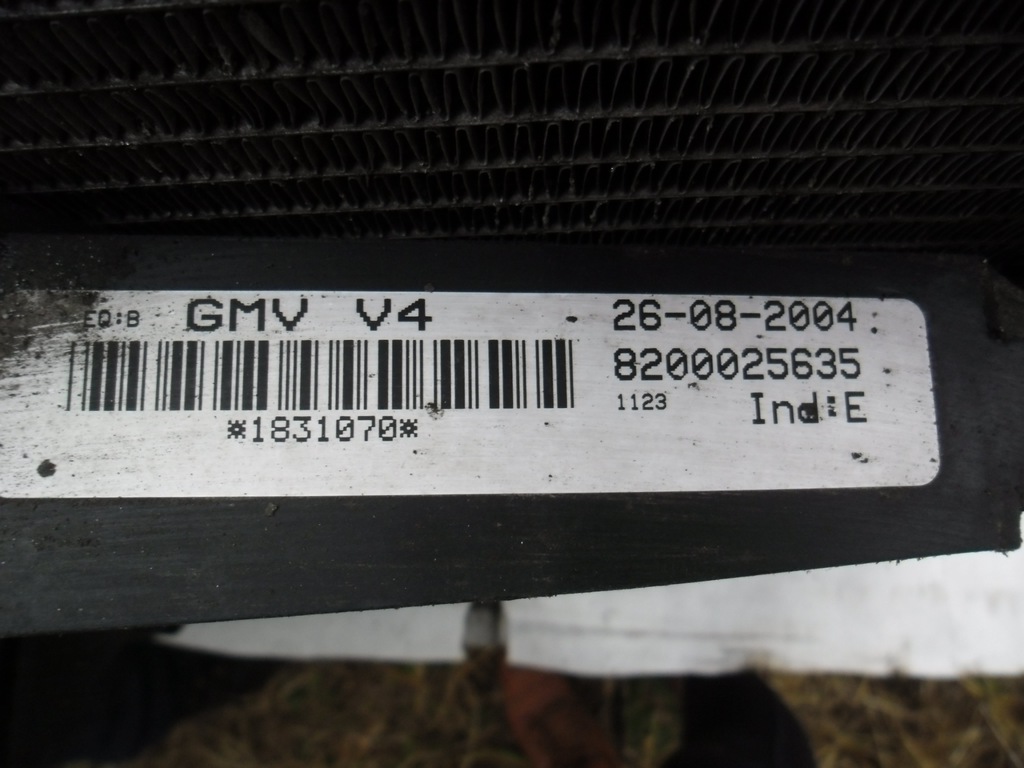 EQ:B GMV V4 26-08-2004
8200025635
1123 Ind:E
*1831070*